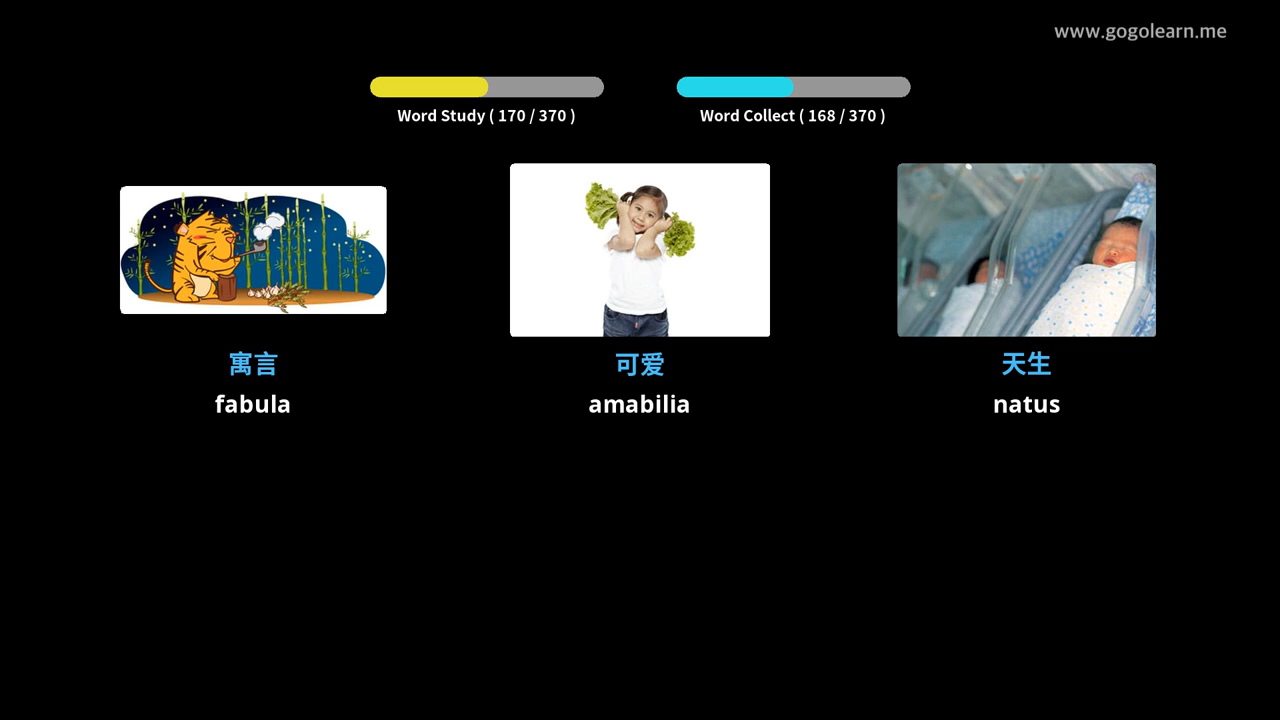 www.gogolearn.me
Word Study ( 170 / 370 )
Word Collect ( 168 / 370 )
寓言
可爱
天生
fabula
amabilia
natus